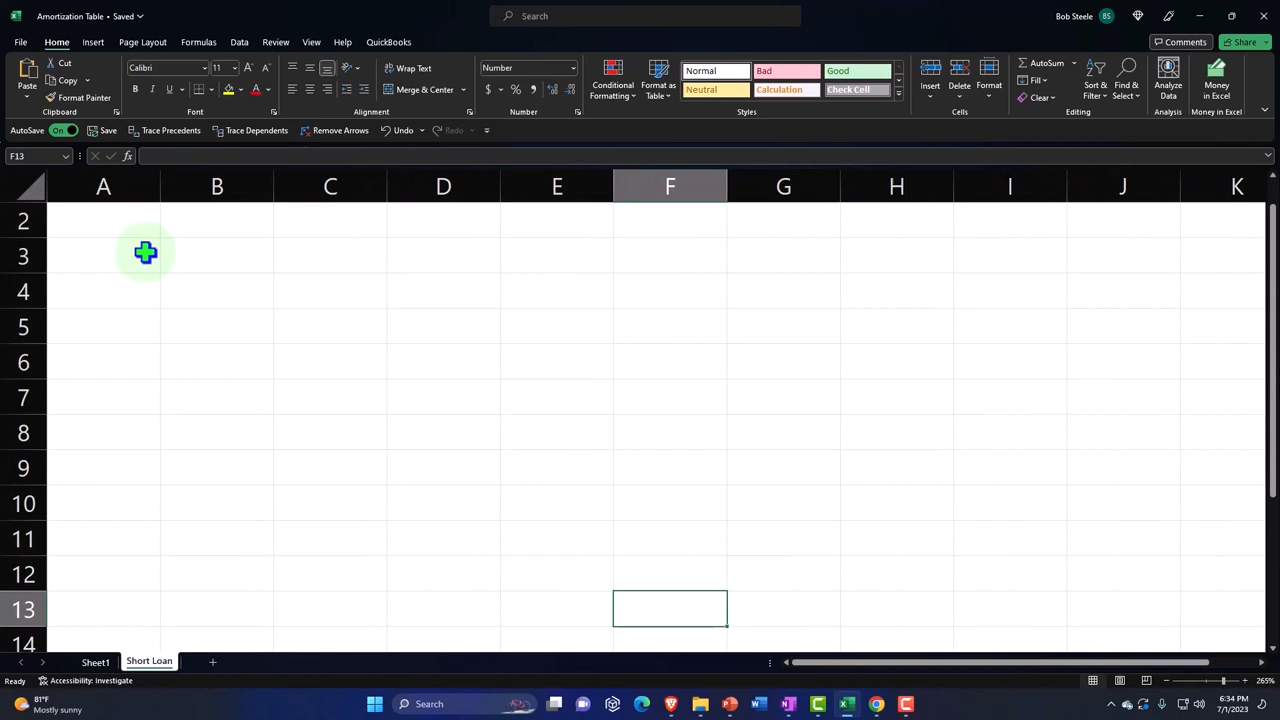 Amortization Table • Saved
Search
Bob Steele BS
File Home Insert Page Layout Formulas Data Review View Help QuickBooks
Comments Share
Paste Cut Copy Format Painter
Clipboard
Calibri 11
B I U
Font
Wrap Text
Merge & Center
Alignment
Number
$ % 9
Number
Conditional Formatting
Format as Table
Normal Bad Good
Neutral Calculation Check Cell
Styles
Insert Delete Format
Cells
AutoSum
Fill
Clear
Sort & Filter
Find & Select
Editing
Analyze Data
Analysis
Money in Excel
Money in Excel
AutoSave On Save Trace Precedents Trace Dependents Remove Arrows Undo Redo
F13 fx
A B C D E F G H I J K
2
3
4
5
6
7
8
9
10
11
12
13
14
Sheet1 Short Loan
Ready Accessibility: Investigate 265%
81°F
Mostly sunny
Search
6:34 PM
7/1/2023